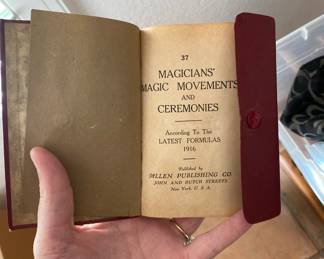 37
MAGICIANS'
MAGIC MOVEMENTS
AND
CEREMONIES
According To The
LATEST FORMULAS
1916
Published by
DILLEN PUBLISHING CO.
JOHN AND DUTCH STREETS
New York, U. S. A.